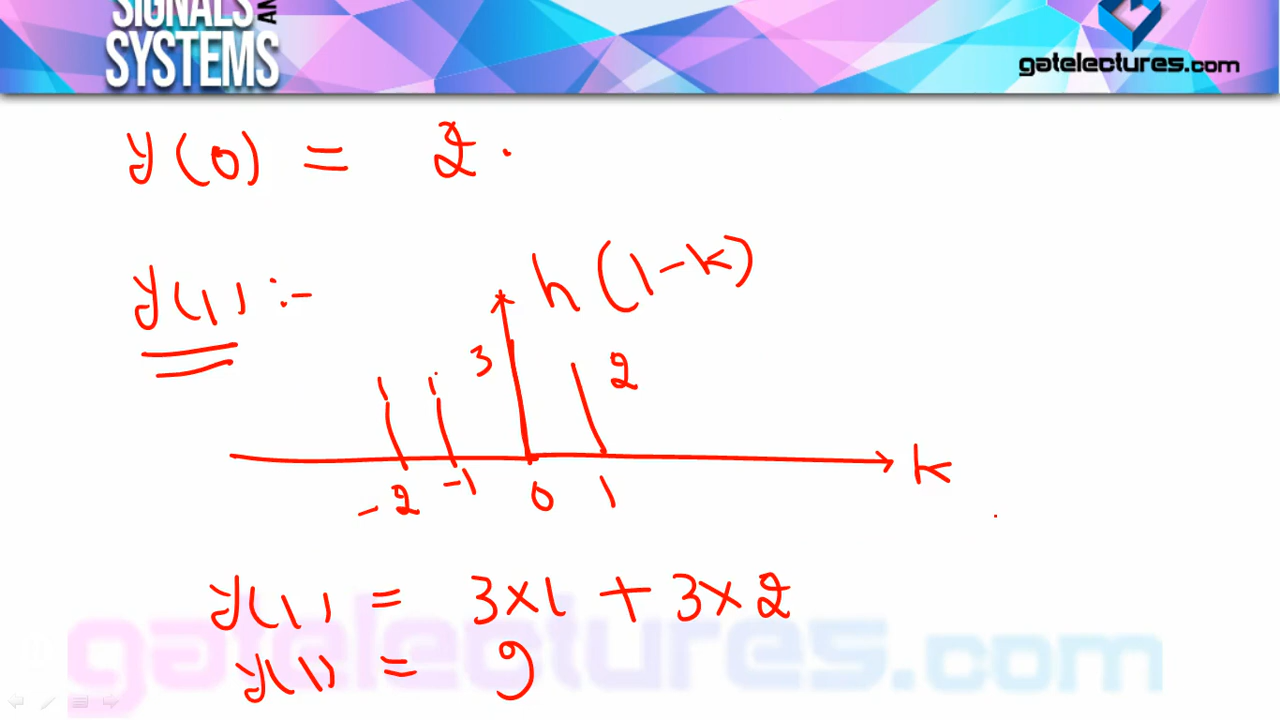 SIGNALS AND
SYSTEMS
gatelectures.com
y(0) = 2.
y(1) :-
h(1-k)
1 1 3 2
-2 -1 0 1 k
y(1) = 3×1 + 3×2
y(1) = 9
gatelectures.com